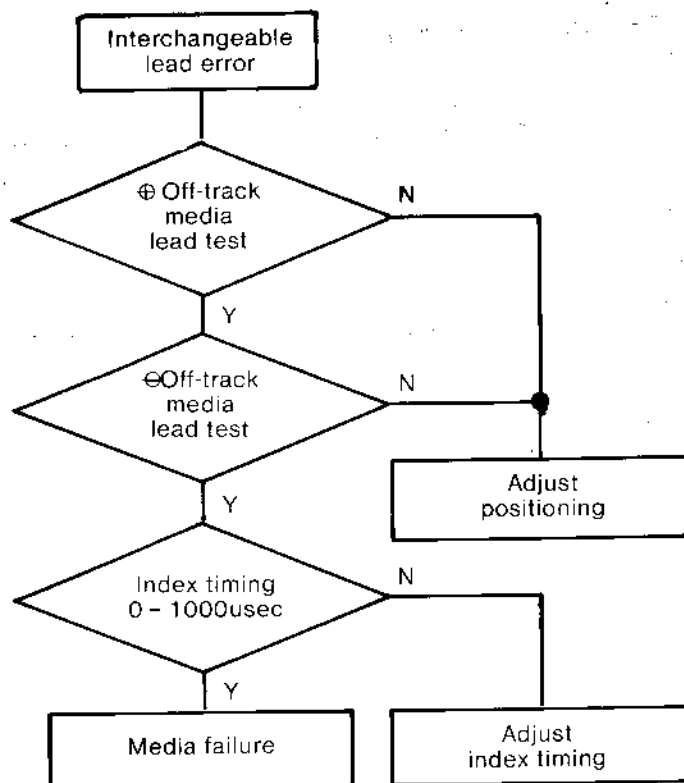 Interchangeable
lead error
⊕ Off-track
media
lead test
N
Y
⊖Off-track
media
lead test
N
Y
Adjust
positioning
Index timing
0 – 1000usec
N
Y
Media failure
Adjust
index timing